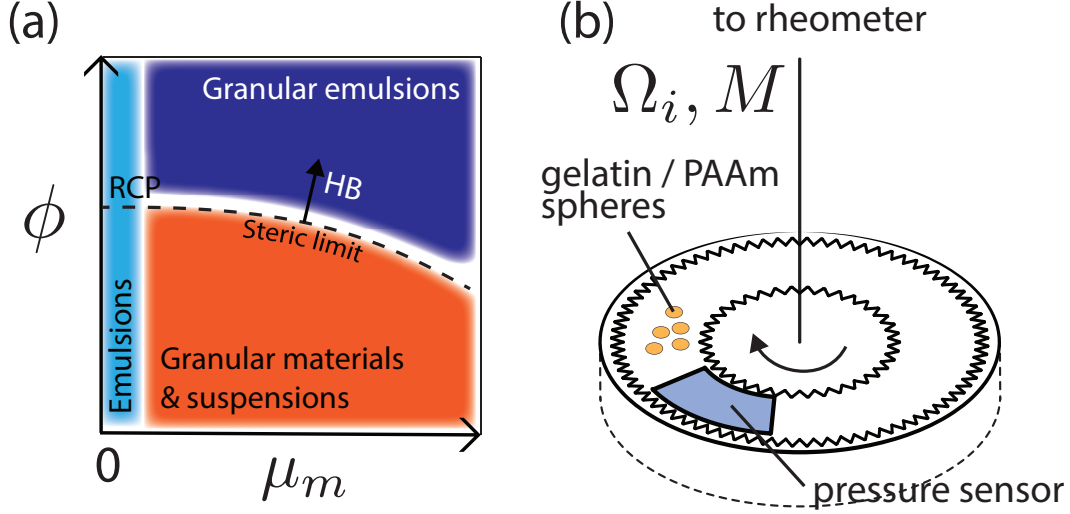 (a)
Granular emulsions
RCP
HB
Steric limit
ϕ
Emulsions
Granular materials
& suspensions
0
μm
(b)
to rheometer
Ωi, M
gelatin / PAAm
spheres
pressure sensor